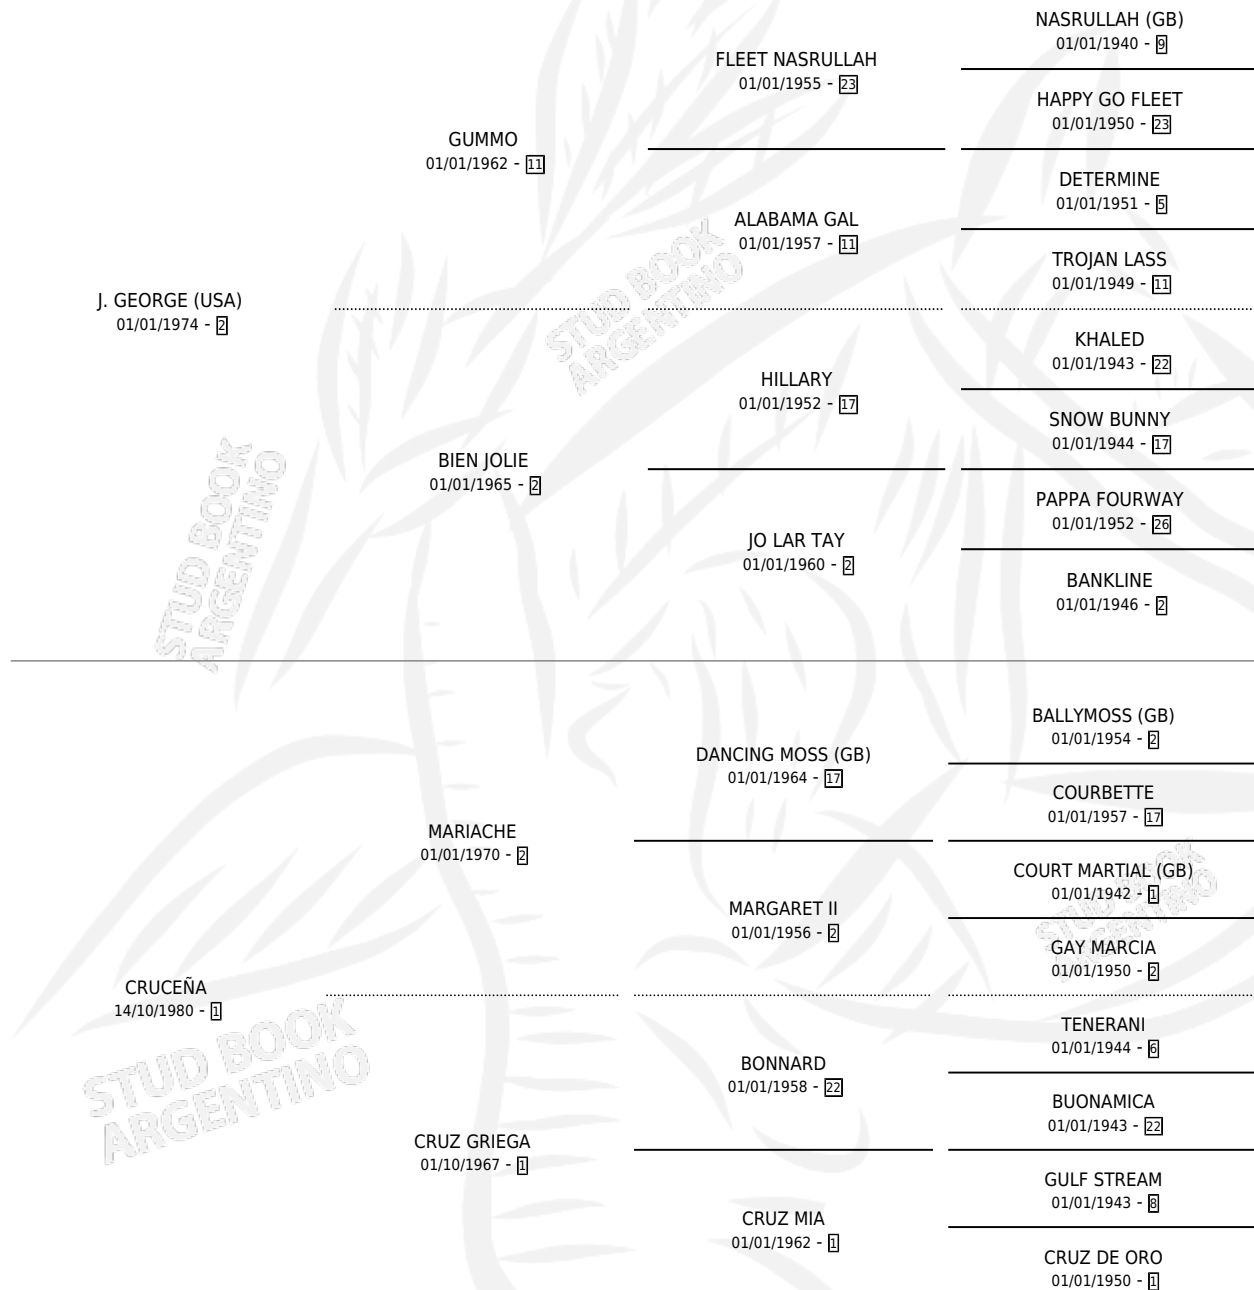 NASRULLAH (GB)
01/01/1940 - 9
FLEET NASRULLAH
01/01/1955 - 23
HAPPY GO FLEET
01/01/1950 - 23
GUMMO
01/01/1962 - 11
DETERMINE
01/01/1951 - 5
ALABAMA GAL
01/01/1957 - 11
TROJAN LASS
01/01/1949 - 11
J. GEORGE (USA)
01/01/1974 - 2
STUD BOOK
ARGENTINO
KHALED
01/01/1943 - 22
HILLARY
01/01/1952 - 17
SNOW BUNNY
01/01/1944 - 17
BIEN JOLIE
01/01/1965 - 2
PAPPA FOURWAY
01/01/1952 - 26
JO LAR TAY
01/01/1960 - 2
BANKLINE
01/01/1946 - 2
STUD BOOK
ARGENTINO
BALLYMOSS (GB)
01/01/1954 - 2
DANCING MOSS (GB)
01/01/1964 - 17
COURBETTE
01/01/1957 - 17
MARIACHE
01/01/1970 - 2
COURT MARTIAL (GB)
01/01/1942 - 1
MARGARET II
01/01/1956 - 2
GAY MARCIA
01/01/1950 - 2
STUD BOOK
ARGENTINO
CRUCEÑA
14/10/1980 - 1
TENERANI
01/01/1944 - 6
BONNARD
01/01/1958 - 22
BUONAMICA
01/01/1943 - 22
STUD BOOK
ARGENTINO
CRUZ GRIEGA
01/10/1967 - 1
GULF STREAM
01/01/1943 - 8
CRUZ MIA
01/01/1962 - 1
CRUZ DE ORO
01/01/1950 - 1